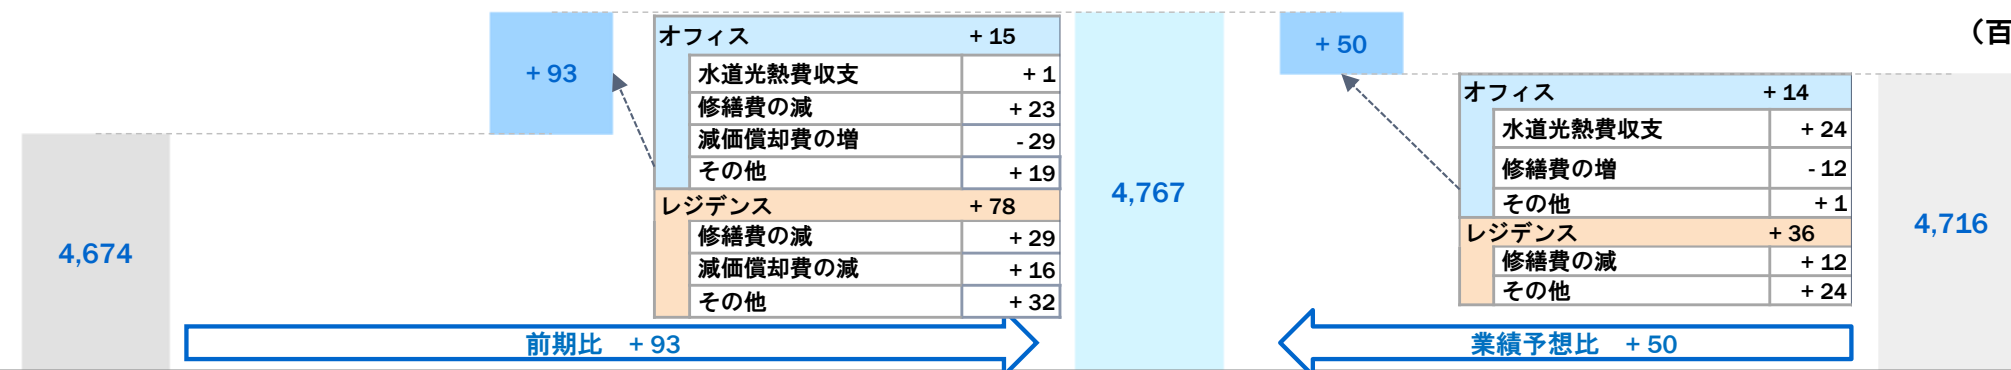 (百
4,674
+ 93
オフィス + 15
水道光熱費収支 + 1
修繕費の減 + 23
減価償却費の増 - 29
その他 + 19
レジデンス + 78
修繕費の減 + 29
減価償却費の減 + 16
その他 + 32
前期比 + 93
4,767
+ 50
オフィス + 14
水道光熱費収支 + 24
修繕費の増 - 12
その他 + 1
レジデンス + 36
修繕費の減 + 12
その他 + 24
業績予想比 + 50
4,716